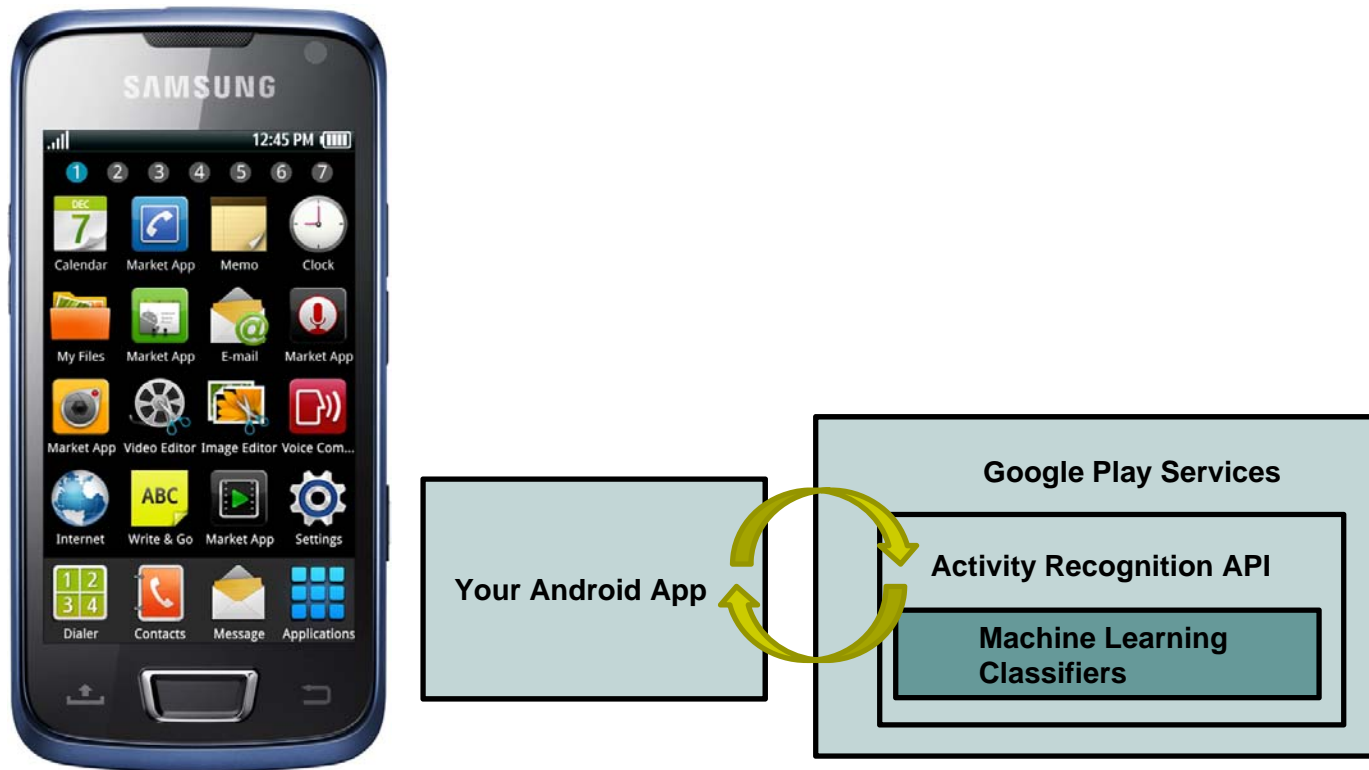 SAMSUNG
12:45 PM
1 2 3 4 5 6 7
DEC
7
Calendar Market App Memo Clock
@
My Files Market App E-mail Market App
Market App Video Editor Image Editor Voice Com...
ABC
Internet Write & Go Market App Settings
1 2
3 4
Dialer Contacts Message Applications
Your Android App
Google Play Services
Activity Recognition API
Machine Learning
Classifiers